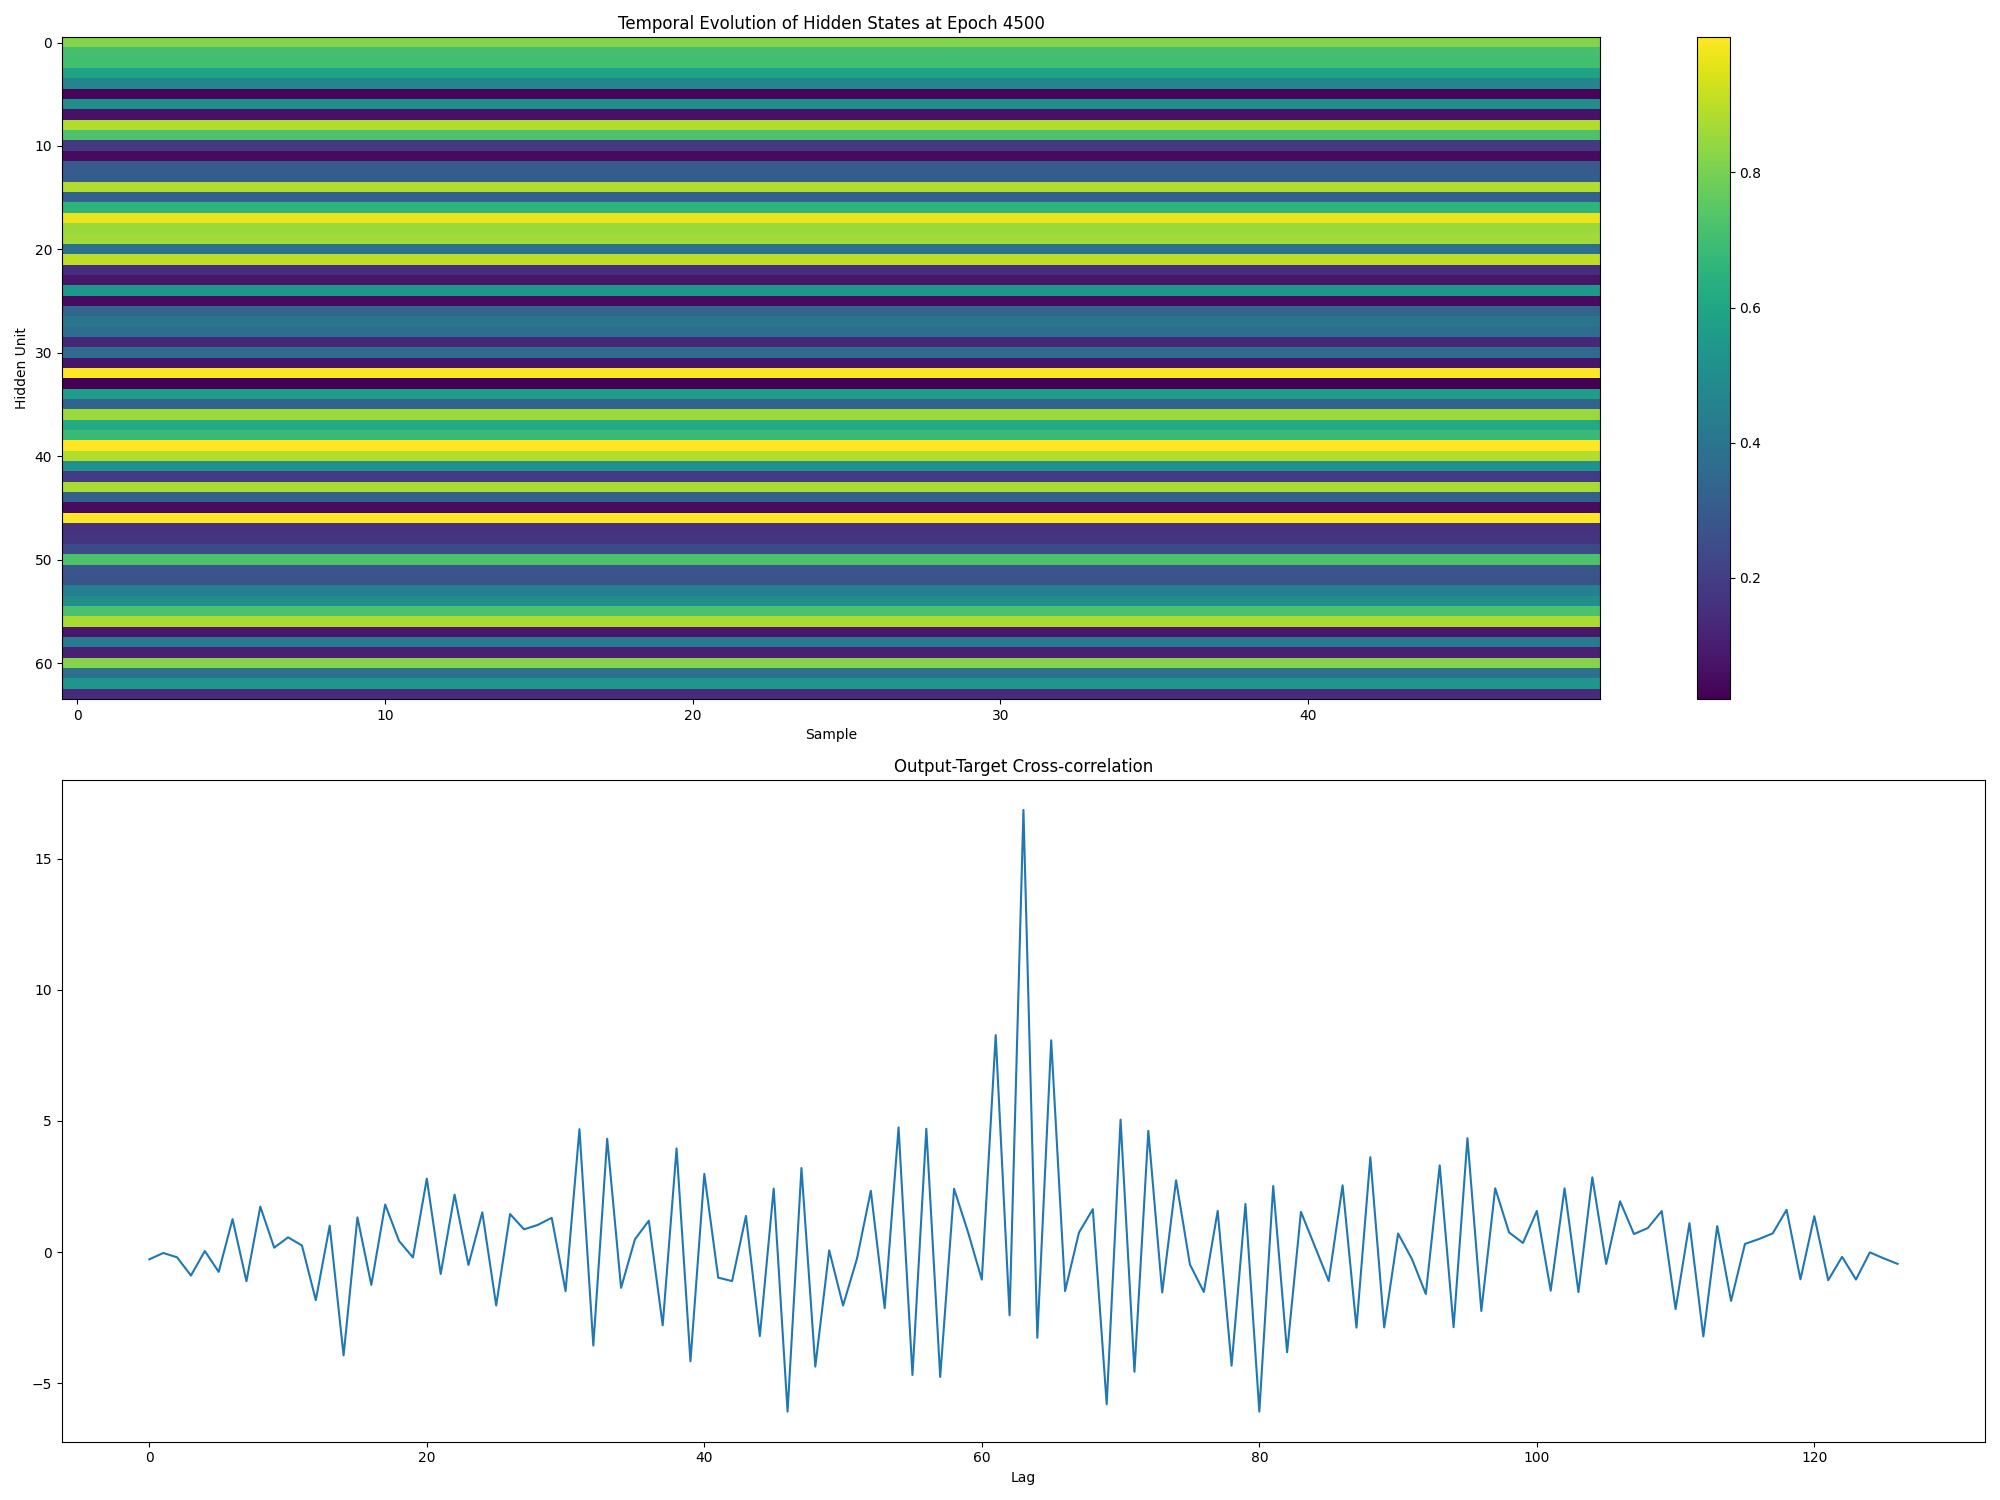 Temporal Evolution of Hidden States at Epoch 4500
Hidden Unit
0
10
20
30
40
50
60
0 10 20 30 40
Sample
0.8
0.6
0.4
0.2
Output-Target Cross-correlation
15
10
5
0
−5
0 20 40 60 80 100 120
Lag